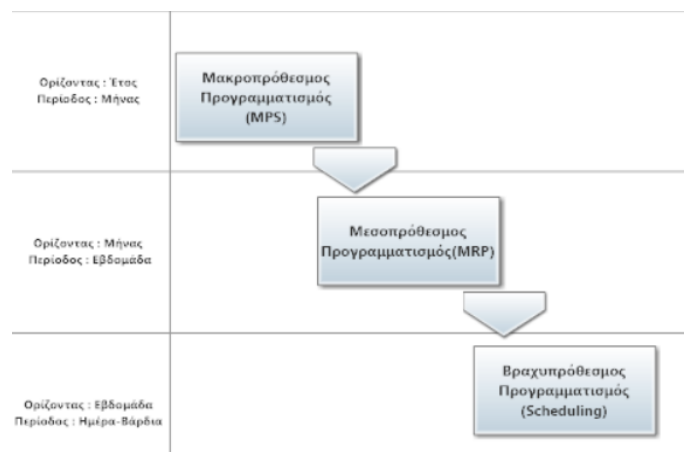 Ορίζοντας : Έτος
Περίοδος : Μήνας
Μακροπρόθεσμος
Προγραμματισμός
(MPS)
Ορίζοντας : Μήνας
Περίοδος : Εβδομάδα
Μεσοπρόθεσμος
Προγραμματισμός(MRP)
Ορίζοντας : Εβδομάδα
Περίοδος : Ημέρα-Βάρδια
Βραχυπρόθεσμος
Προγραμματισμός
(Scheduling)